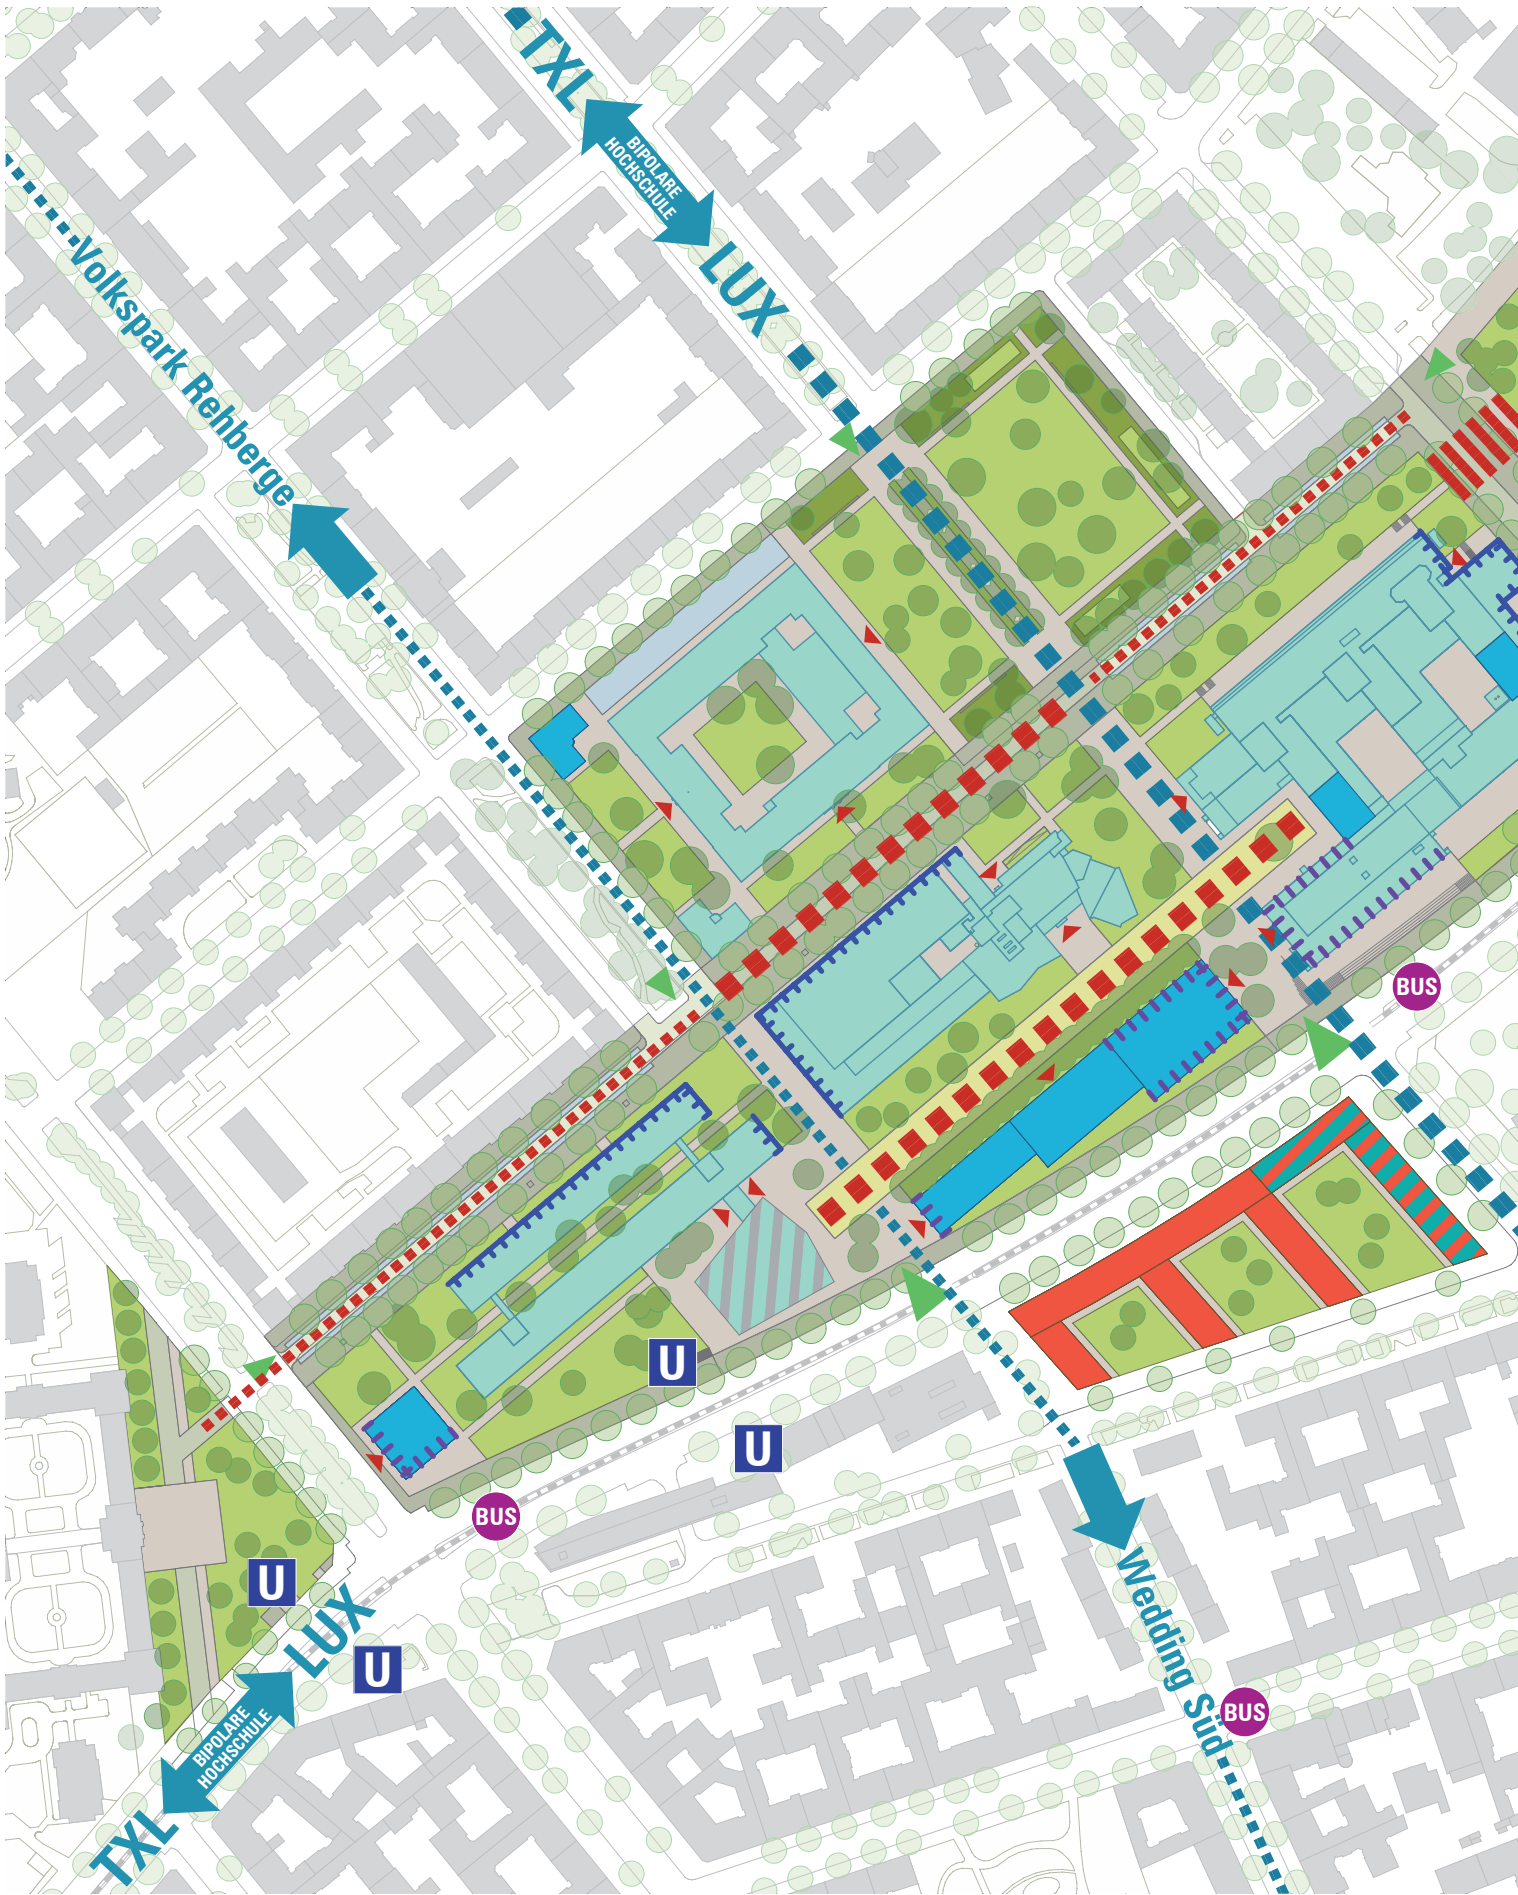 TXL
BIPOLARE
HOCHSCHULE
LUX
Volkspark Rehberge
BUS
U
U
BUS
U
LUX
U
BIPOLARE
HOCHSCHULE
TXL
Wedding Süd
BUS